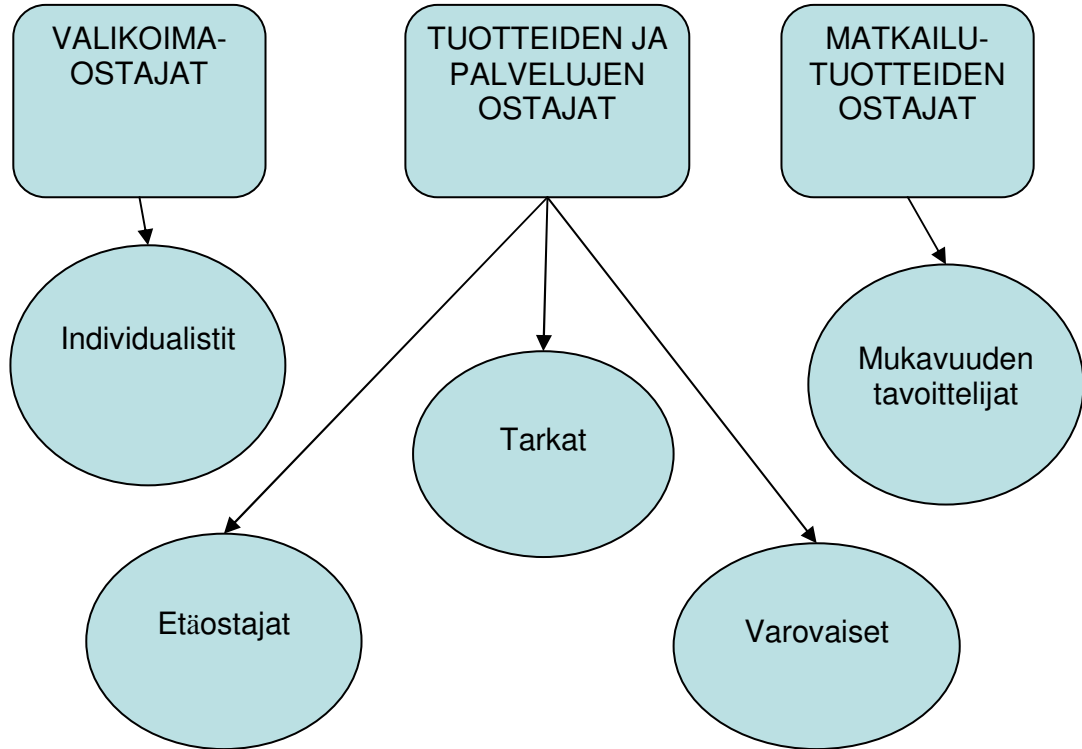 VALIKOIMA-
OSTAJAT
TUOTTEIDEN JA
PALVELUJEN
OSTAJAT
MATKAILU-
TUOTTEIDEN
OSTAJAT
Individualistit
Mukavuuden
tavoittelijat
Tarkat
Etäostajat
Varovaiset